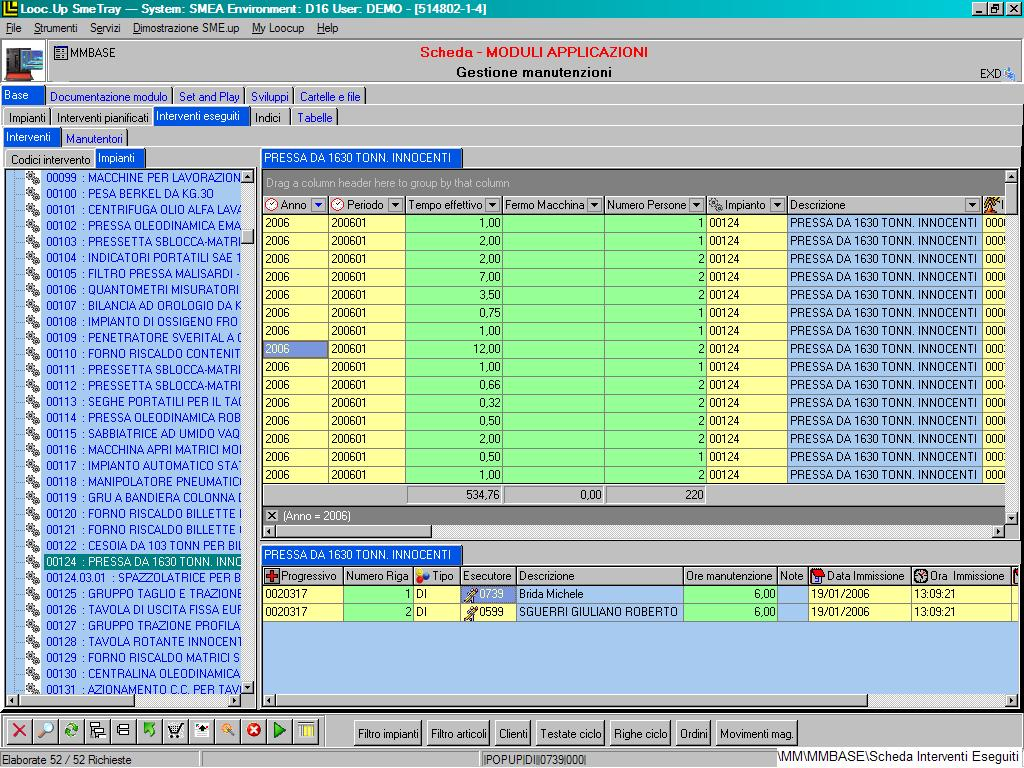 Looc.Up SmeTray — System: SMEA Environment: D16 User: DEMO - [514802-1-4]
File Strumenti Servizi Dimostrazione SME.up My Loocup Help
MMBASE
Scheda - MODULI APPLICAZIONI
Gestione manutenzioni
EXD
Base Documentazione modulo Set and Play Sviluppi Cartelle e file
Impianti Interventi pianificati Interventi eseguiti Indici Tabelle
Interventi Manutentori
Codici intervento Impianti
00099 : MACCHINE PER LAVORAZION
00100 : PESA BERKEL DA KG.30
00101 : CENTRIFUGA OLIO ALFA LAVA
00102 : PRESSA OLEODINAMICA EMA
00103 : PRESSETTA SBLOCCA-MATRI
00104 : INDICATORI PORTATILI SAE 1
00105 : FILTRO PRESSA MALISARDI -
00106 : QUANTOMETRI MISURATORI
00107 : BILANCIA AD OROLOGIO DA K
00108 : IMPIANTO DI OSSIGENO FRO
00109 : PENETRATORE SVERITAL A
00110 : FORNO RISCALDO CONTENIT
00111 : PRESSETTA SBLOCCA-MATRI
00112 : PRESSETTA SBLOCCA-MATRI
00113 : SEGHE PORTATILI PER IL TA
00114 : PRESSA OLEODINAMICA ROB
00115 : SABBIATRICE AD UMIDO VAQ
00116 : MACCHINA APRI MATRICI MO
00117 : IMPIANTO AUTOMATICO STA
00118 : MANIPOLATORE PNEUMATIC
00119 : GRU A BANDIERA COLONNA
00120 : FORNO RISCALDO BILLETTE
00121 : FORNO RISCALDO BILLETTE
00122 : CESOIA DA 103 TONN PER BIL
00124 : PRESSA DA 1630 TONN. INNO
00124.03.01 : SPAZZOLATRICE PER B
00125 : GRUPPO TAGLIO E TRAZIONE
00126 : TAVOLA DI USCITA FISSA EUR
00127 : GRUPPO TRAZIONE PROFILA
00128 : TAVOLA ROTANTE INNOCENT
00129 : FORNO RISCALDO MATRICI S
00130 : CENTRALINA OLEODINAMICA
00131 : AZIONAMENTO C.C. PER TAV
PRESSA DA 1630 TONN. INNOCENTI
Drag a column header here to group by that column
Anno Periodo Tempo effettivo Fermo Macchina Numero Persone Impianto Descrizione
2006 200601 1,00 1 00124 PRESSA DA 1630 TONN. INNOCENTI 000
2006 200601 2,00 1 00124 PRESSA DA 1630 TONN. INNOCENTI 000
2006 200601 2,00 2 00124 PRESSA DA 1630 TONN. INNOCENTI 000
2006 200601 7,00 2 00124 PRESSA DA 1630 TONN. INNOCENTI 000
2006 200601 3,50 2 00124 PRESSA DA 1630 TONN. INNOCENTI 000
2006 200601 0,75 1 00124 PRESSA DA 1630 TONN. INNOCENTI 000
2006 200601 1,00 1 00124 PRESSA DA 1630 TONN. INNOCENTI 000
2006 200601 12,00 2 00124 PRESSA DA 1630 TONN. INNOCENTI 000
2006 200601 1,00 1 00124 PRESSA DA 1630 TONN. INNOCENTI 000
2006 200601 0,66 2 00124 PRESSA DA 1630 TONN. INNOCENTI 000
2006 200601 0,32 2 00124 PRESSA DA 1630 TONN. INNOCENTI 000
2006 200601 0,50 2 00124 PRESSA DA 1630 TONN. INNOCENTI 000
2006 200601 2,00 2 00124 PRESSA DA 1630 TONN. INNOCENTI 000
2006 200601 0,50 1 00124 PRESSA DA 1630 TONN. INNOCENTI 000
2006 200601 1,00 2 00124 PRESSA DA 1630 TONN. INNOCENTI 000
534,76 0,00 220
(Anno = 2006)
PRESSA DA 1630 TONN. INNOCENTI
Progressivo Numero Riga Tipo Esecutore Descrizione Ore manutenzione Note Data Immissione Ora Immissione
0020317 1 DI 0739 Brida Michele 6,00 19/01/2006 13:09:21
0020317 2 DI 0599 SGUERRI GIULIANO ROBERTO 6,00 19/01/2006 13:09:21
Filtro impianti Filtro articoli Clienti Testate ciclo Righe ciclo Ordini Movimenti mag.
Elaborate 52 / 52 Richieste |POPUP|DI||0739|000| \MM\MMBASE\Scheda Interventi Eseguiti